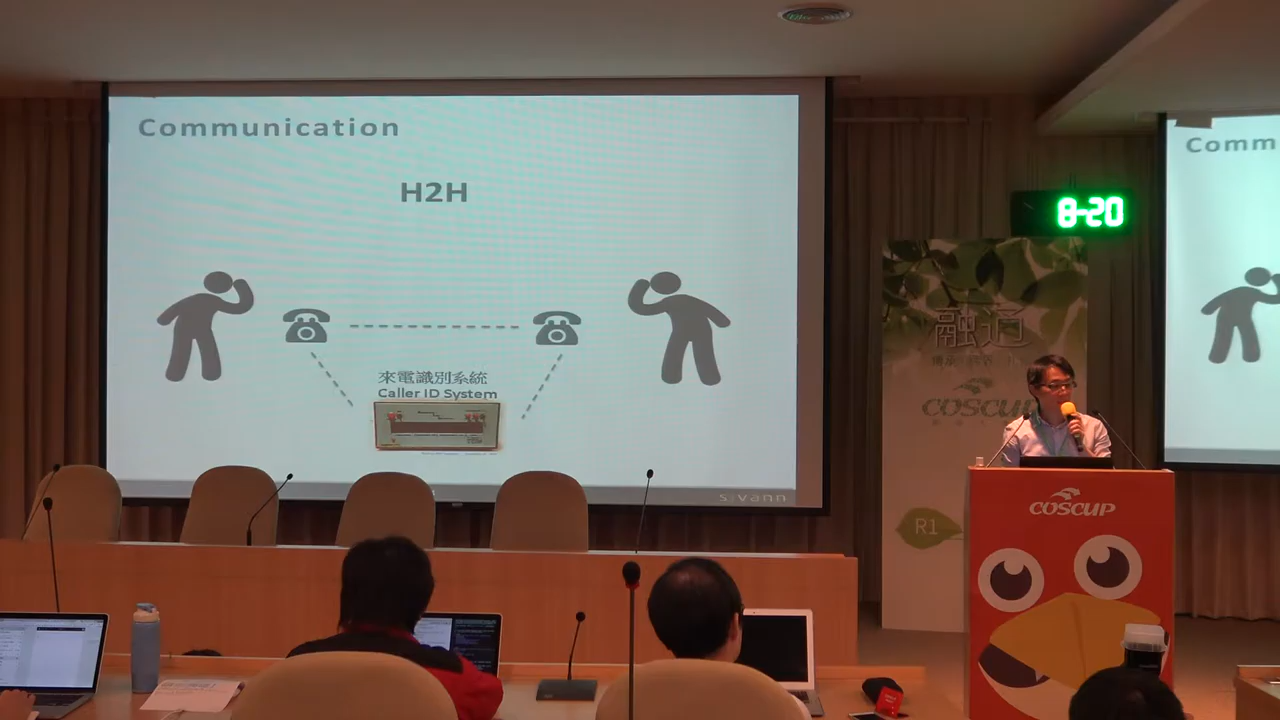 Communication
H2H
來電識別系統
Caller ID System
sivann
Comm
8-20
融通
COSCUP
R1
COSCUP